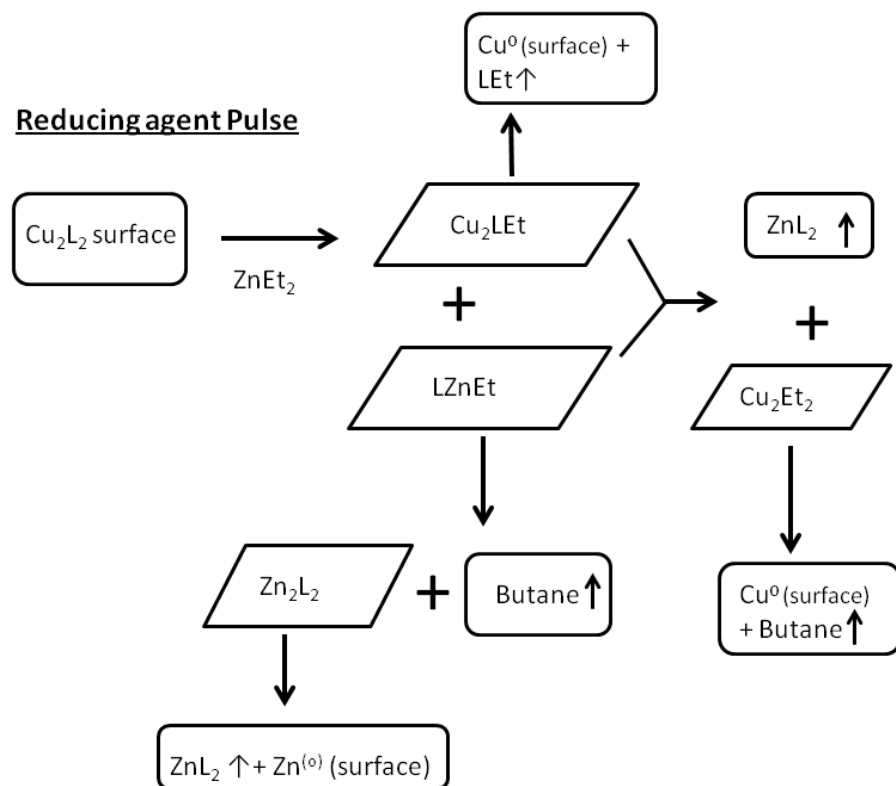 Cu⁰ (surface) +
LEt ↑
Reducing agent Pulse
Cu₂L₂ surface
ZnEt₂
Cu₂LEt
ZnL₂ ↑
+
+
LZnEt
Cu₂Et₂
Zn₂L₂
+
Butane ↑
Cu⁰ (surface)
+ Butane ↑
ZnL₂ ↑ + Zn⁽⁰⁾ (surface)